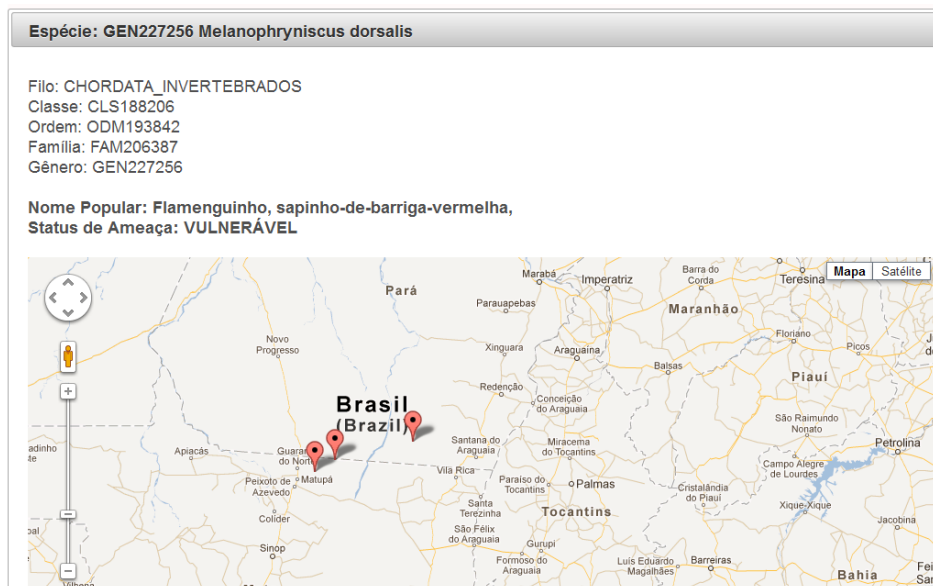 Espécie: GEN227256 Melanophryniscus dorsalis
Filo: CHORDATA_INVERTEBRADOS
Classe: CLS188206
Ordem: ODM193842
Família: FAM206387
Gênero: GEN227256
Nome Popular: Flamenguinho, sapinho-de-barriga-vermelha,
Status de Ameaça: VULNERÁVEL
Mapa
Satélite
Marabá
Imperatriz
Barra do
Corda
Teresina
Pará
Parauapebas
Maranhão
Novo
Progresso
Xinguara
Araguaina
Floriano
Picos
Balsas
Piauí
Redenção
Conceição
do Araguaia
Brasil
(Brazil)
São Raimundo
Nonato
Petrolina
Apiacás
Santana do
Araguaia
Miracema
do Tocantins
Campo Alegre
de Lourdes
Vila Rica
Peixoto de
Azevedo
Matupá
Paraíso do
Tocantins
Palmas
Cristalândia
do Piauí
Xique-Xique
Colíder
Santa
Terezinha
Tocantins
Jacobina
São Félix
do Araguaia
Sinop
Gurupi
Formoso do
Araguaia
Luís Eduardo
Magalhães
Barreiras
Bahia